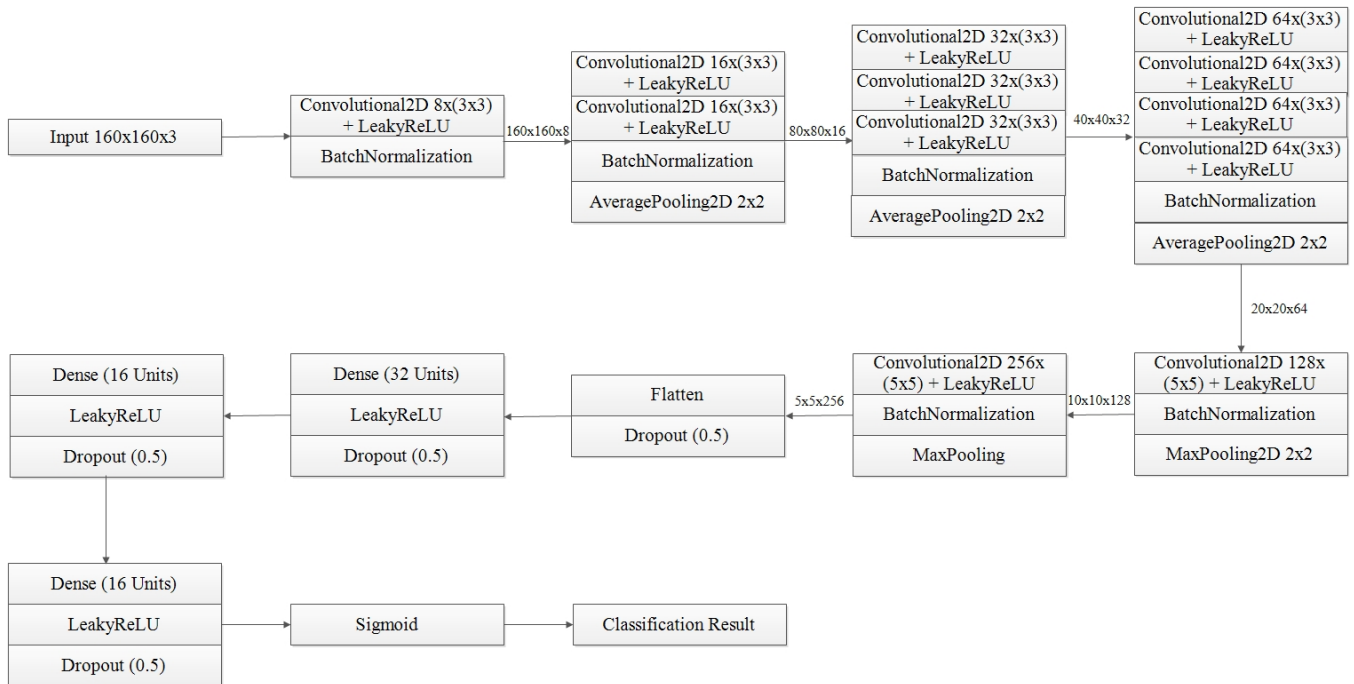 Input 160x160x3
Convolutional2D 8x(3x3)
+ LeakyReLU
BatchNormalization
160x160x8
Convolutional2D 16x(3x3)
+ LeakyReLU
Convolutional2D 16x(3x3)
+ LeakyReLU
BatchNormalization
AveragePooling2D 2x2
80x80x16
Convolutional2D 32x(3x3)
+ LeakyReLU
Convolutional2D 32x(3x3)
+ LeakyReLU
Convolutional2D 32x(3x3)
+ LeakyReLU
BatchNormalization
AveragePooling2D 2x2
40x40x32
Convolutional2D 64x(3x3)
+ LeakyReLU
Convolutional2D 64x(3x3)
+ LeakyReLU
Convolutional2D 64x(3x3)
+ LeakyReLU
Convolutional2D 64x(3x3)
+ LeakyReLU
BatchNormalization
AveragePooling2D 2x2
20x20x64
Convolutional2D 128x
(5x5) + LeakyReLU
BatchNormalization
MaxPooling2D 2x2
10x10x128
Convolutional2D 256x
(5x5) + LeakyReLU
BatchNormalization
MaxPooling
5x5x256
Flatten
Dropout (0.5)
Dense (32 Units)
LeakyReLU
Dropout (0.5)
Dense (16 Units)
LeakyReLU
Dropout (0.5)
Dense (16 Units)
LeakyReLU
Dropout (0.5)
Sigmoid
Classification Result